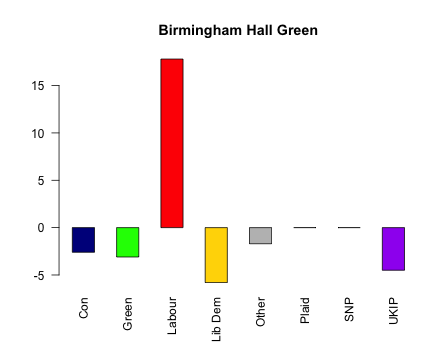 Birmingham Hall Green
15
10
5
0
-5
Con
Green
Labour
Lib Dem
Other
Plaid
SNP
UKIP